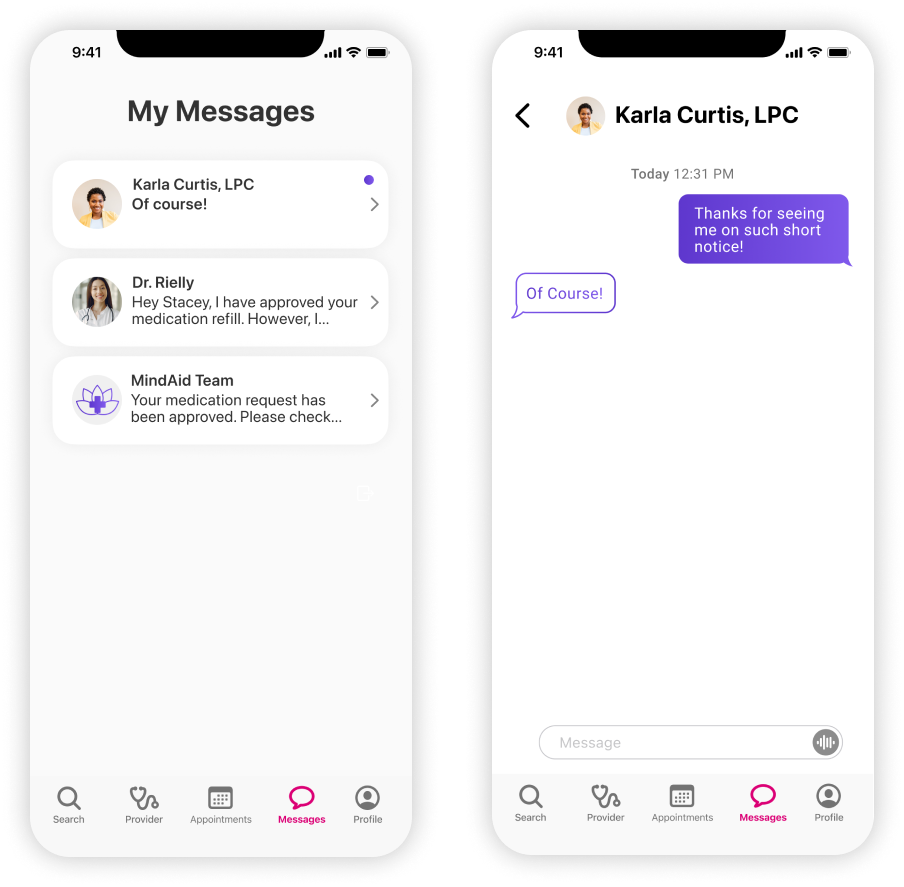 9:41
My Messages
Karla Curtis, LPC
Of course!
Dr. Rielly
Hey Stacey, I have approved your
medication refill. However, I...
MindAid Team
Your medication request has
been approved. Please check...
Search
Provider
Appointments
Messages
Profile
9:41
Karla Curtis, LPC
Today 12:31 PM
Thanks for seeing
me on such short
notice!
Of Course!
Message
Search
Provider
Appointments
Messages
Profile